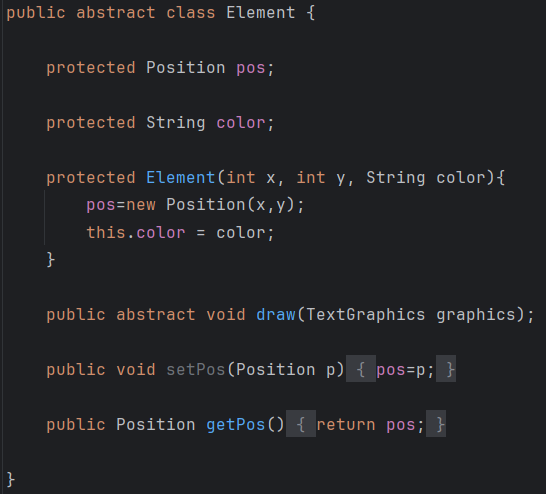 public abstract class Element {
protected Position pos;
protected String color;
protected Element(int x, int y, String color){
pos=new Position(x,y);
this.color = color;
}
public abstract void draw(TextGraphics graphics);
public void setPos(Position p) { pos=p; }
public Position getPos() { return pos; }
}